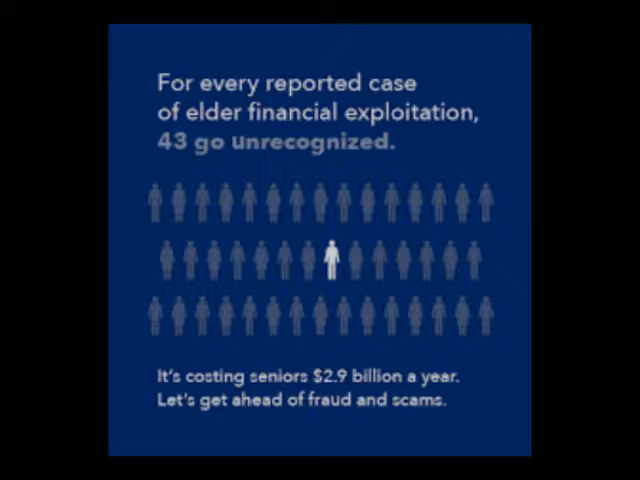 For every reported case
of elder financial exploitation,
43 go unrecognized.
It's costing seniors $2.9 billion a year.
Let's get ahead of fraud and scams.